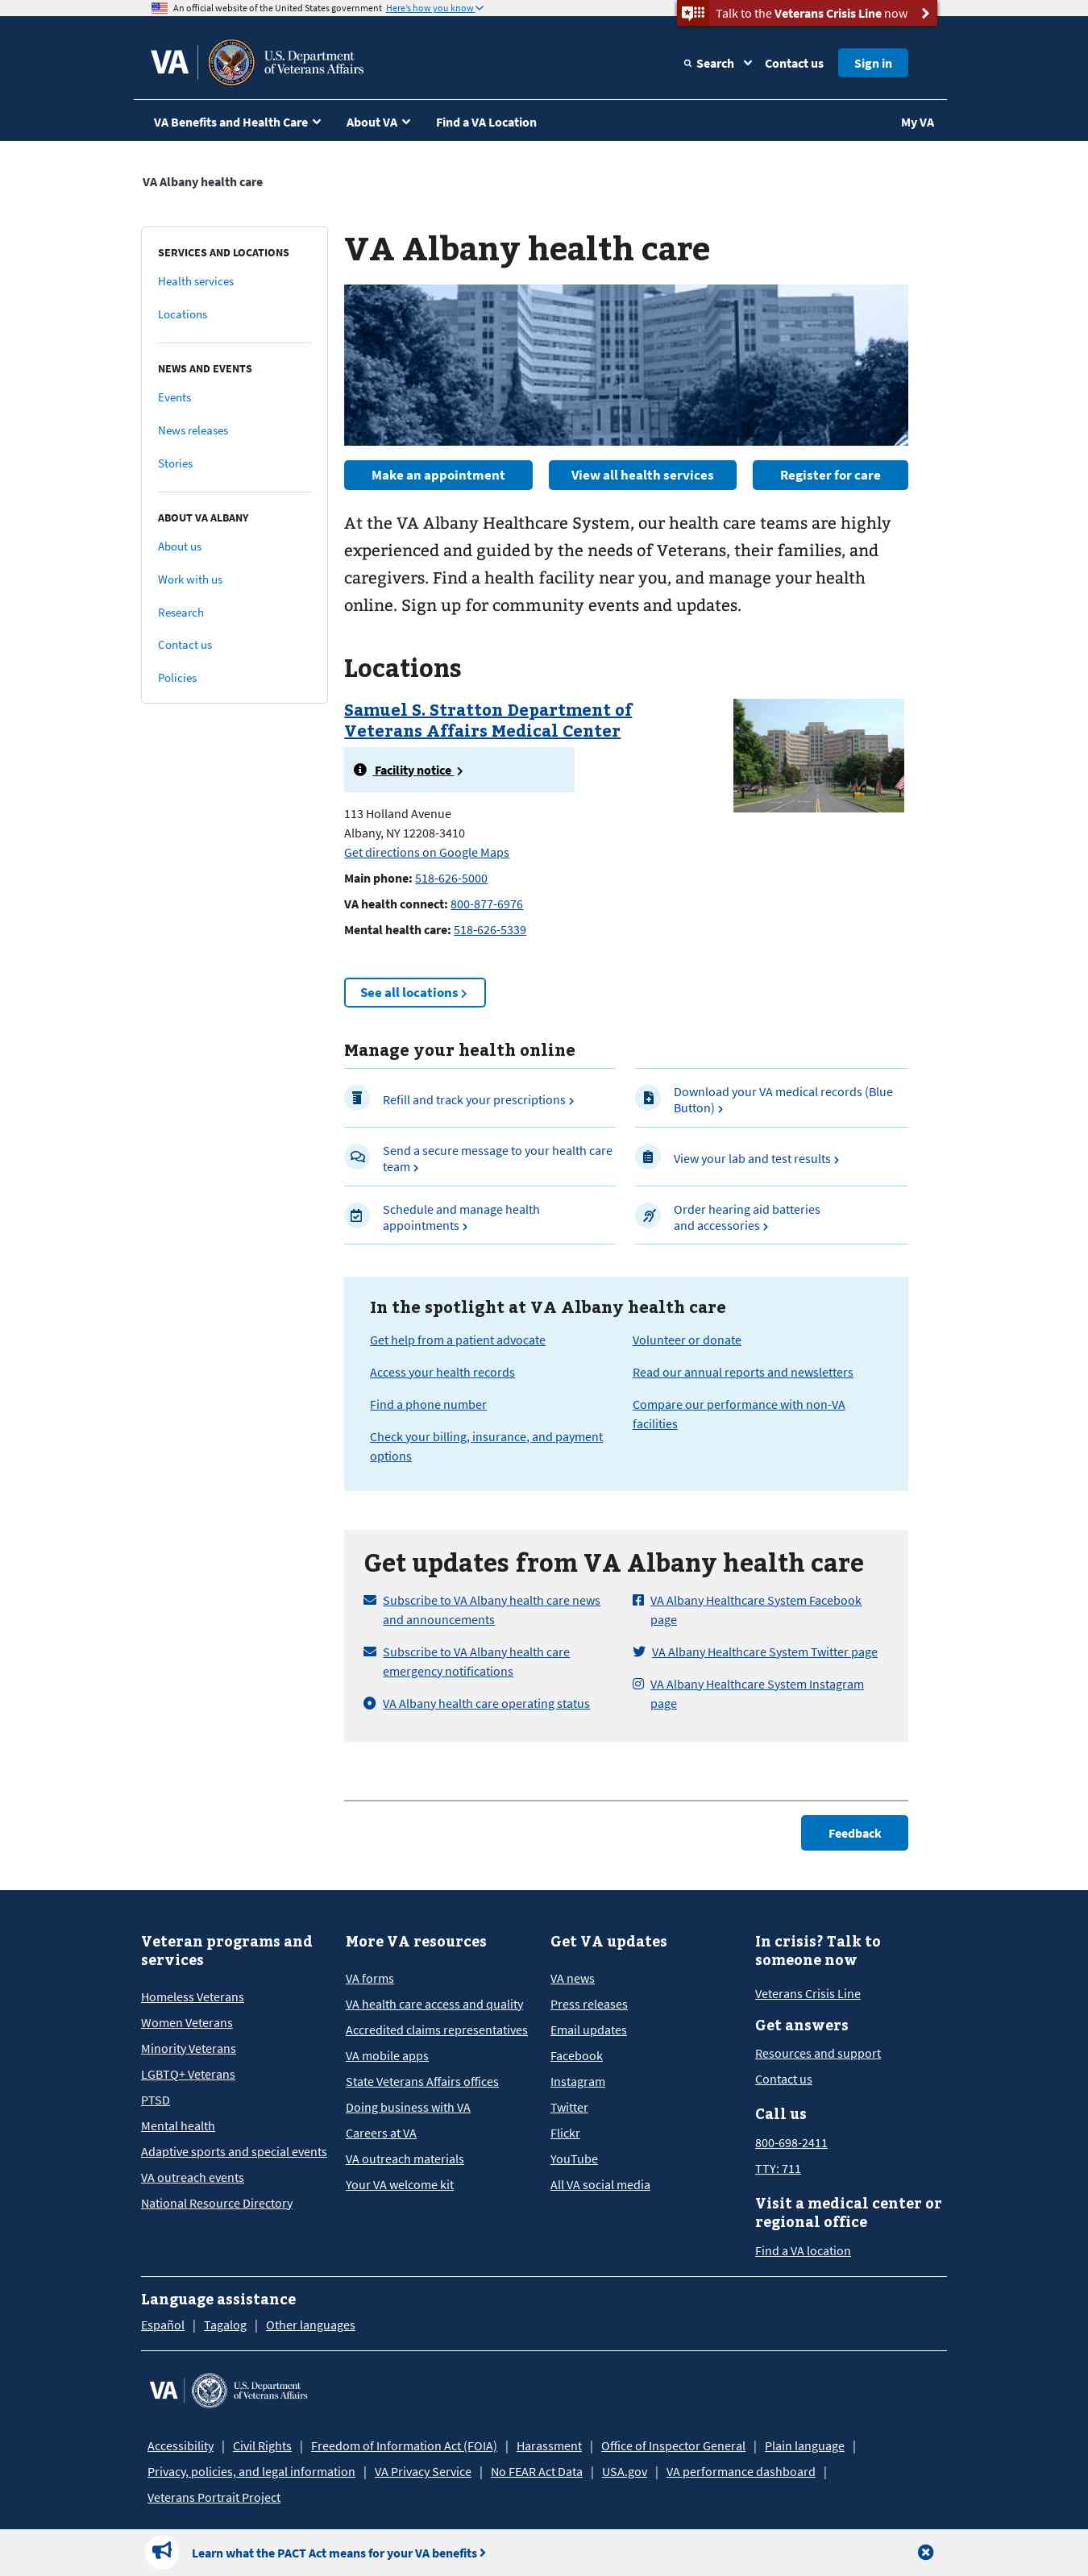 An official website of the United States government Here's how you know
Talk to the Veterans Crisis Line now
VA
U.S. Department
of Veterans Affairs
Search
Contact us
Sign in
VA Benefits and Health Care
About VA
Find a VA Location
My VA
VA Albany health care
SERVICES AND LOCATIONS
Health services
Locations
NEWS AND EVENTS
Events
News releases
Stories
ABOUT VA ALBANY
About us
Work with us
Research
Contact us
Policies
VA Albany health care
Make an appointment
View all health services
Register for care
At the VA Albany Healthcare System, our health care teams are highly
experienced and guided by the needs of Veterans, their families, and
caregivers. Find a health facility near you, and manage your health
online. Sign up for community events and updates.
Locations
Samuel S. Stratton Department of
Veterans Affairs Medical Center
Facility notice
113 Holland Avenue
Albany, NY 12208-3410
Get directions on Google Maps
Main phone: 518-626-5000
VA health connect: 800-877-6976
Mental health care: 518-626-5339
See all locations
Manage your health online
Refill and track your prescriptions
Send a secure message to your health care
team
Schedule and manage health
appointments
Download your VA medical records (Blue
Button)
View your lab and test results
Order hearing aid batteries
and accessories
In the spotlight at VA Albany health care
Get help from a patient advocate
Access your health records
Find a phone number
Check your billing, insurance, and payment
options
Volunteer or donate
Read our annual reports and newsletters
Compare our performance with non-VA
facilities
Get updates from VA Albany health care
Subscribe to VA Albany health care news
and announcements
Subscribe to VA Albany health care
emergency notifications
VA Albany health care operating status
VA Albany Healthcare System Facebook
page
VA Albany Healthcare System Twitter page
VA Albany Healthcare System Instagram
page
Feedback
Veteran programs and
services
Homeless Veterans
Women Veterans
Minority Veterans
LGBTQ+ Veterans
PTSD
Mental health
Adaptive sports and special events
VA outreach events
National Resource Directory
More VA resources
VA forms
VA health care access and quality
Accredited claims representatives
VA mobile apps
State Veterans Affairs offices
Doing business with VA
Careers at VA
VA outreach materials
Your VA welcome kit
Get VA updates
VA news
Press releases
Email updates
Facebook
Instagram
Twitter
Flickr
YouTube
All VA social media
In crisis? Talk to
someone now
Veterans Crisis Line
Get answers
Resources and support
Contact us
Call us
800-698-2411
TTY: 711
Visit a medical center or
regional office
Find a VA location
Language assistance
Español | Tagalog | Other languages
VA
U.S. Department
of Veterans Affairs
Accessibility | Civil Rights | Freedom of Information Act (FOIA) | Harassment | Office of Inspector General | Plain language |
Privacy, policies, and legal information | VA Privacy Service | No FEAR Act Data | USA.gov | VA performance dashboard |
Veterans Portrait Project
Learn what the PACT Act means for your VA benefits